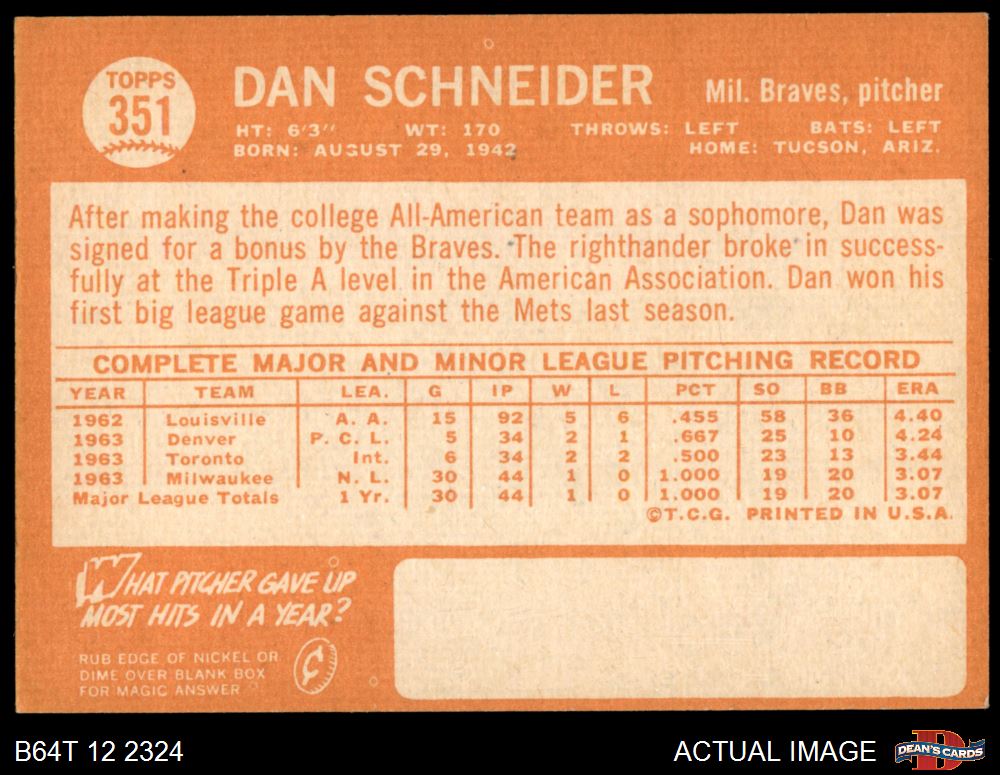 TOPPS
351
DAN SCHNEIDER
Mil. Braves, pitcher
HT: 6'3" WT: 170 THROWS: LEFT BATS: LEFT
BORN: AUGUST 29, 1942 HOME: TUCSON, ARIZ.
After making the college All-American team as a sophomore, Dan was
signed for a bonus by the Braves. The righthander broke in success-
fully at the Triple A level in the American Association. Dan won his
first big league game against the Mets last season.
COMPLETE MAJOR AND MINOR LEAGUE PITCHING RECORD
YEAR TEAM LEA. G IP W L PCT SO BB ERA
1962 Louisville A. A. 15 92 5 6 .455 58 36 4.40
1963 Denver P. C. L. 5 34 2 1 .667 25 10 4.24
1963 Toronto Int. 6 34 2 2 .500 23 13 3.44
1963 Milwaukee N. L. 30 44 1 0 1.000 19 20 3.07
Major League Totals 1 Yr. 30 44 1 0 1.000 19 20 3.07
©T.C.G. PRINTED IN U.S.A.
WHAT PITCHER GAVE UP
MOST HITS IN A YEAR?
RUB EDGE OF NICKEL OR
DIME OVER BLANK BOX
FOR MAGIC ANSWER
¢
B64T 12 2324
ACTUAL IMAGE
DEAN'S CARDS